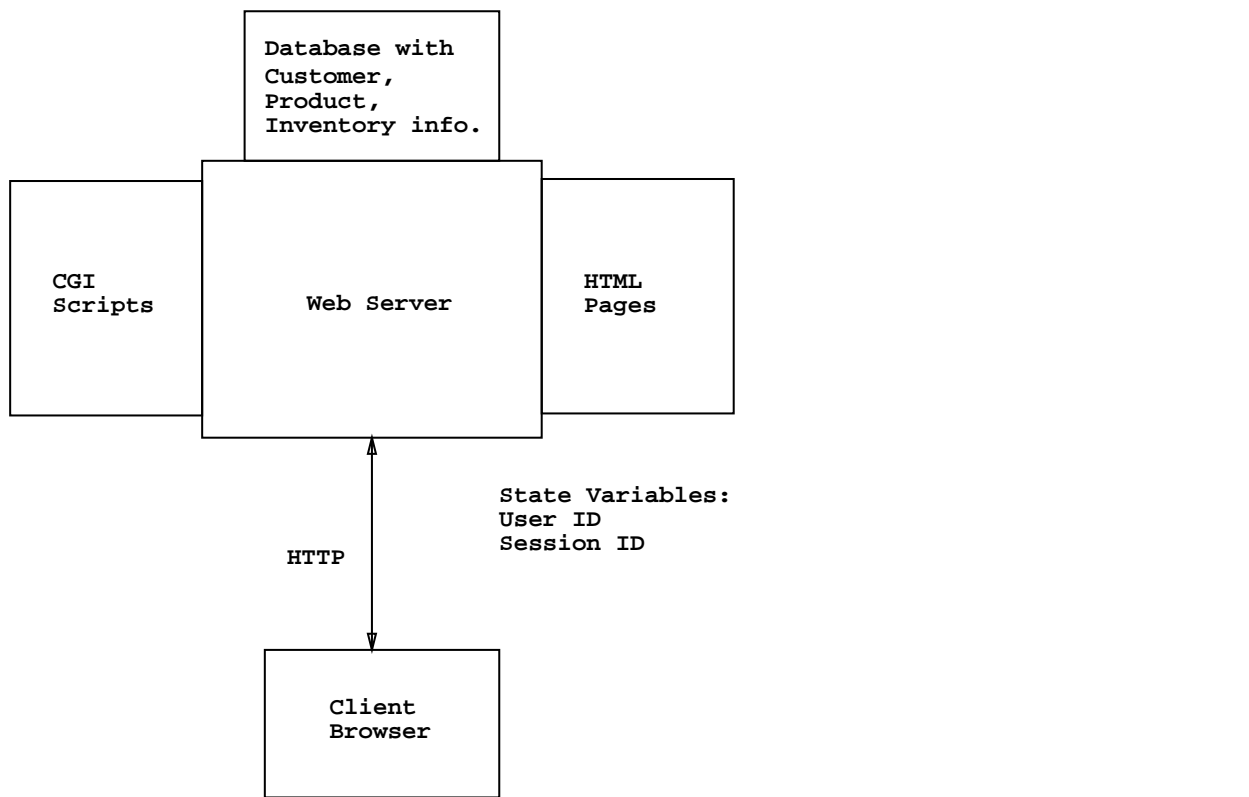 Database with
Customer,
Product,
Inventory info.
CGI
Scripts
Web Server
HTML
Pages
State Variables:
User ID
Session ID
HTTP
Client
Browser